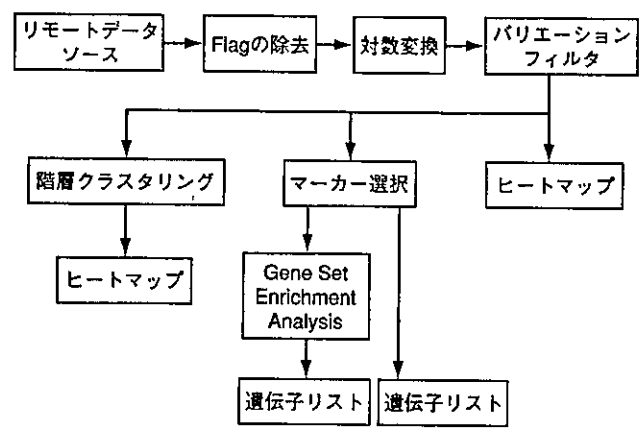 リモートデータ
ソース
Flagの除去
対数変換
バリエーション
フィルタ
階層クラスタリング
マーカー選択
ヒートマップ
ヒートマップ
Gene Set
Enrichment
Analysis
遺伝子リスト
遺伝子リスト